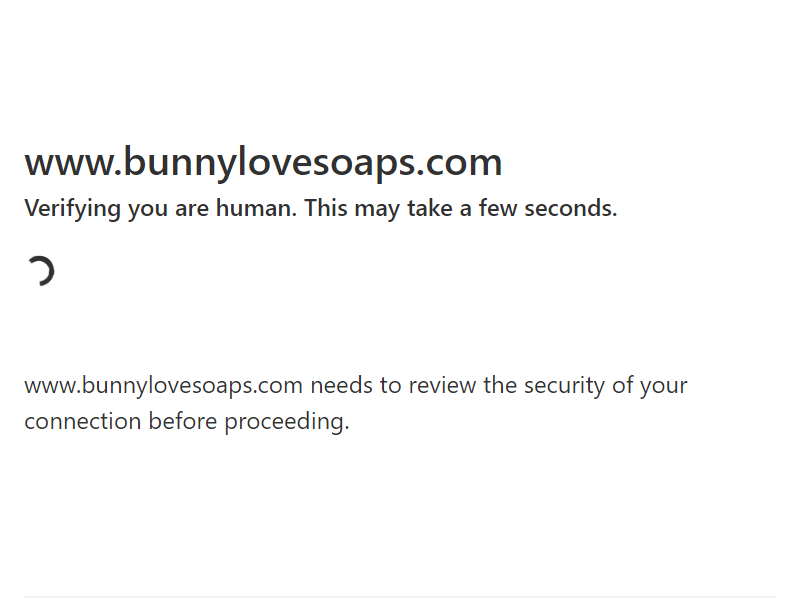 www.bunnylovesoaps.com
Verifying you are human. This may take a few seconds.
www.bunnylovesoaps.com needs to review the security of your
connection before proceeding.